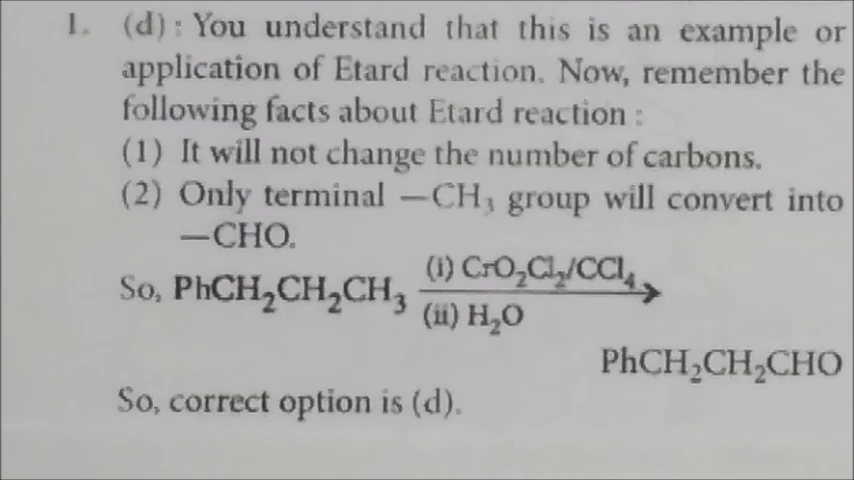 1. (d) : You understand that this is an example or
application of Etard reaction. Now, remember the
following facts about Etard reaction :
(1) It will not change the number of carbons.
(2) Only terminal —CH₃ group will convert into
—CHO.
So, PhCH₂CH₂CH₃ (i) CrO₂Cl₂/CCl₄
(ii) H₂O
PhCH₂CH₂CHO
So, correct option is (d).